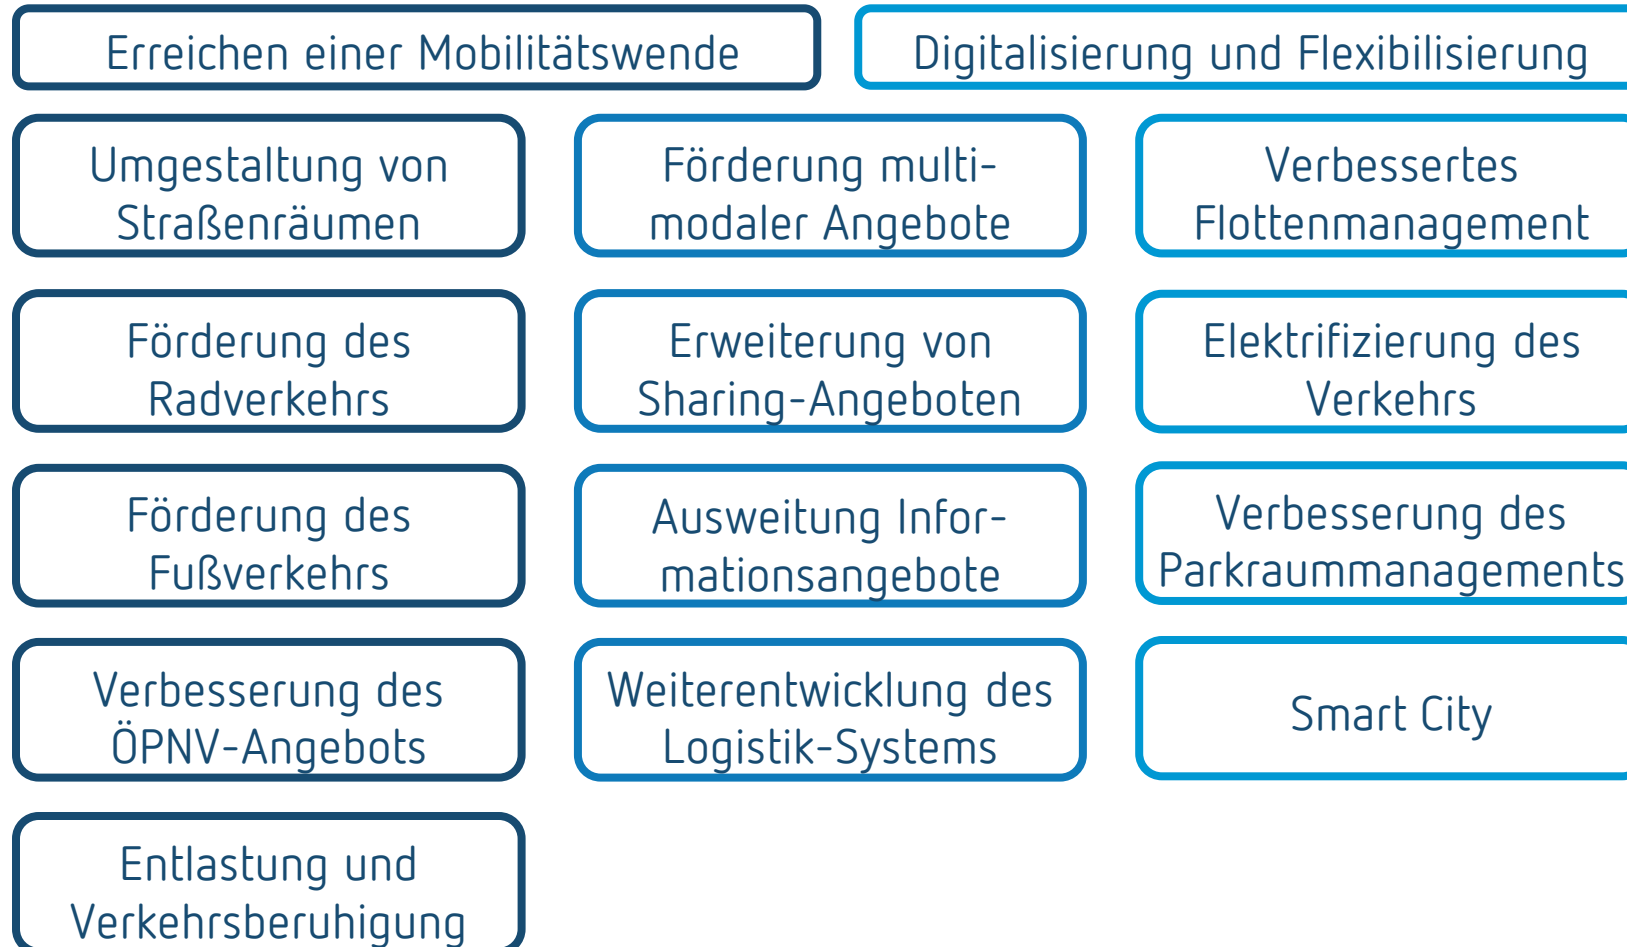 Erreichen einer Mobilitätswende
Digitalisierung und Flexibilisierung
Umgestaltung von
Straßenräumen
Förderung multi-
modaler Angebote
Verbessertes
Flottenmanagement
Förderung des
Radverkehrs
Erweiterung von
Sharing-Angeboten
Elektrifizierung des
Verkehrs
Förderung des
Fußverkehrs
Ausweitung Infor-
mationsangebote
Verbesserung des
Parkraummanagements
Verbesserung des
ÖPNV-Angebots
Weiterentwicklung des
Logistik-Systems
Smart City
Entlastung und
Verkehrsberuhigung